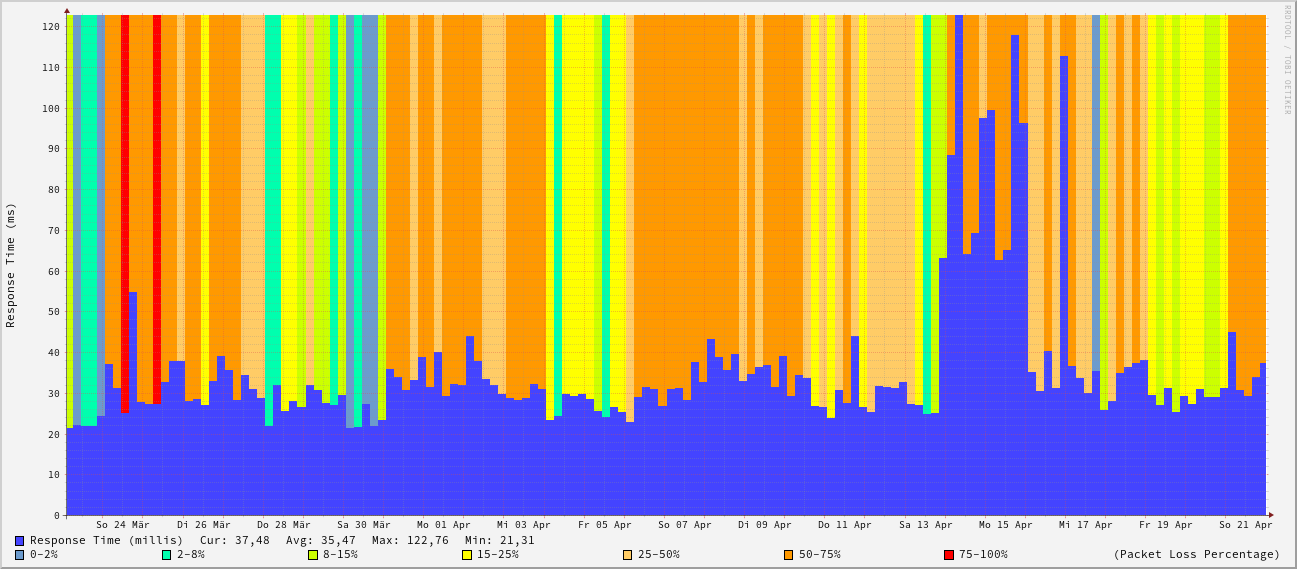 RRDTOOL / TOBI OETIKER
Response Time (ms)
120
110
100
90
80
70
60
50
40
30
20
10
0
So 24 Mär Di 26 Mär Do 28 Mär Sa 30 Mär Mo 01 Apr Mi 03 Apr Fr 05 Apr So 07 Apr Di 09 Apr Do 11 Apr Sa 13 Apr Mo 15 Apr Mi 17 Apr Fr 19 Apr So 21 Apr
Response Time (millis) Cur: 37,48 Avg: 35,47 Max: 122,76 Min: 21,31
0-2% 2-8% 8-15% 15-25% 25-50% 50-75% 75-100% (Packet Loss Percentage)